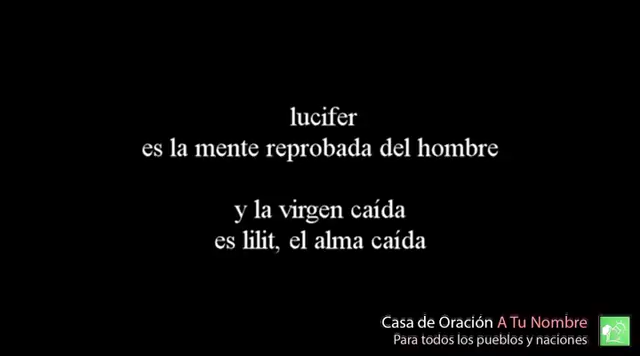 lucifer
es la mente reprobada del hombre
y la virgen caída
es lilit, el alma caída
Casa de Oración A Tu Nombre
Para todos los pueblos y naciones